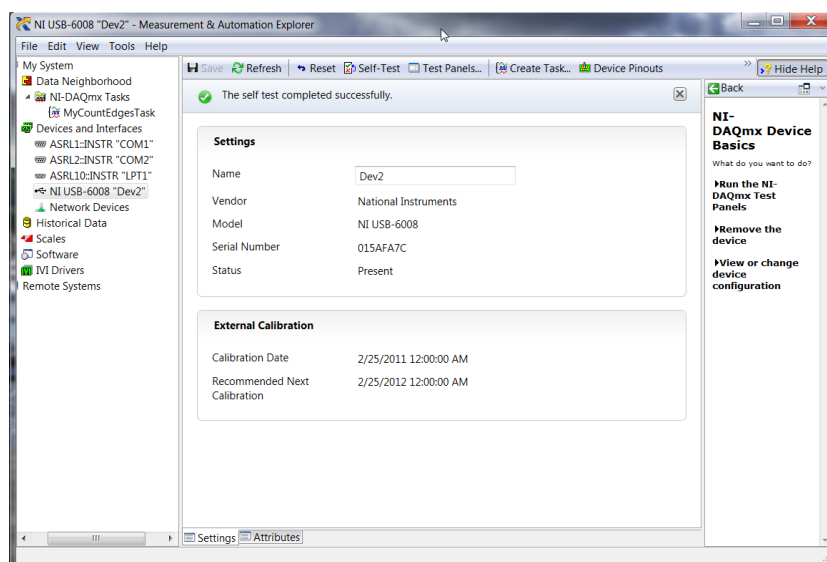 NI USB-6008 "Dev2" - Measurement & Automation Explorer
File Edit View Tools Help
My System
Data Neighborhood
NI-DAQmx Tasks
MyCountEdgesTask
Devices and Interfaces
ASRL1::INSTR "COM1"
ASRL2::INSTR "COM2"
ASRL10::INSTR "LPT1"
NI USB-6008 "Dev2"
Network Devices
Historical Data
Scales
Software
IVI Drivers
Remote Systems
Save Refresh Reset Self-Test Test Panels... Create Task... Device Pinouts » Hide Help
The self test completed successfully.
Settings
Name Dev2
Vendor National Instruments
Model NI USB-6008
Serial Number 015AFA7C
Status Present
External Calibration
Calibration Date 2/25/2011 12:00:00 AM
Recommended Next 2/25/2012 12:00:00 AM
Calibration
Settings Attributes
Back
NI-
DAQmx Device
Basics
What do you want to do?
Run the NI-
DAQmx Test
Panels
Remove the
device
View or change
device
configuration